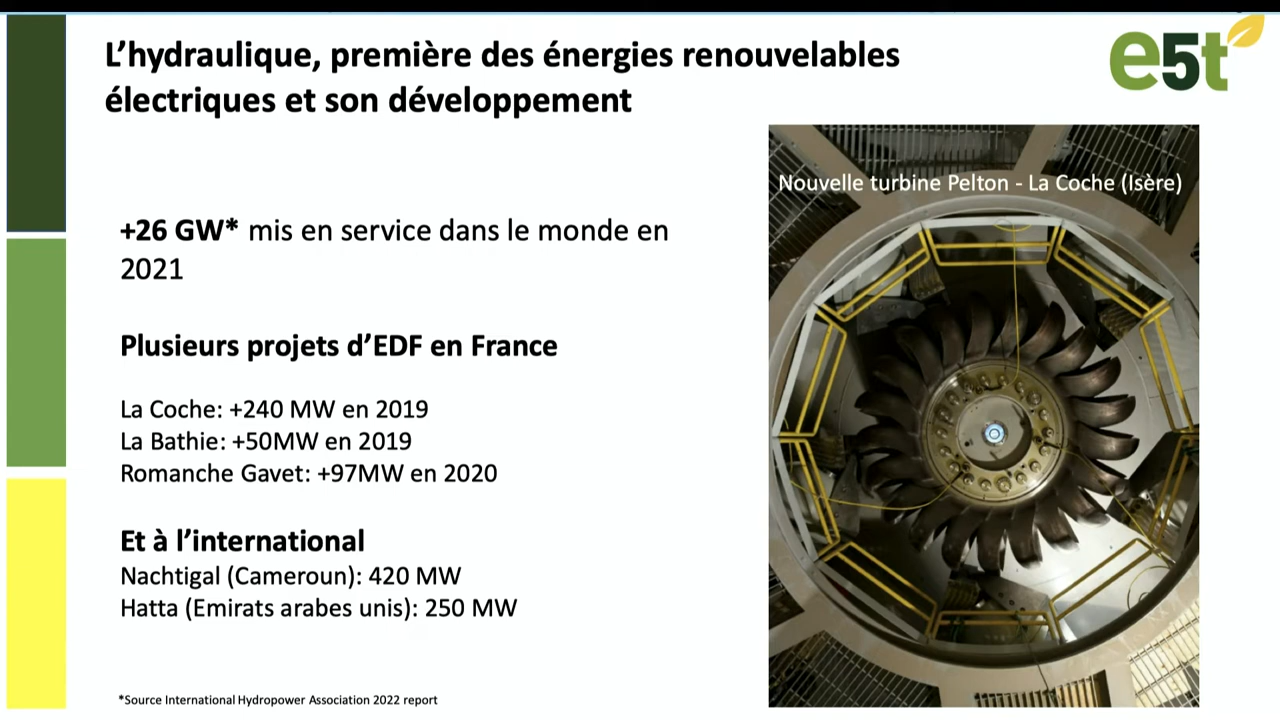 L’hydraulique, première des énergies renouvelables
électriques et son développement
e5t
Nouvelle turbine Pelton - La Coche (Isère)
+26 GW* mis en service dans le monde en
2021
Plusieurs projets d’EDF en France
La Coche: +240 MW en 2019
La Bathie: +50MW en 2019
Romanche Gavet: +97MW en 2020
Et à l’international
Nachtigal (Cameroun): 420 MW
Hatta (Emirats arabes unis): 250 MW
*Source International Hydropower Association 2022 report